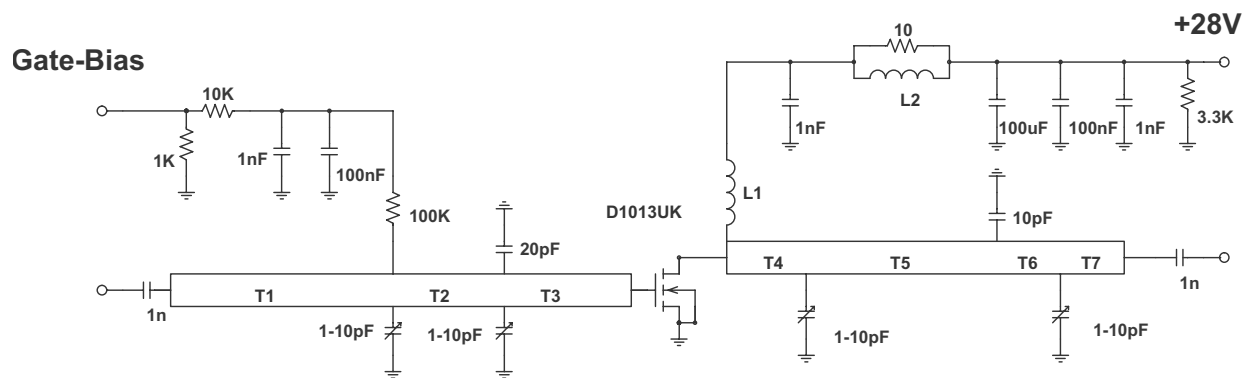 +28V
Gate-Bias
10
L2
10K
1K
1nF
100nF
100K
1nF
100uF
100nF
1nF
3.3K
L1
D1013UK
20pF
10pF
T1
T2
T3
T4
T5
T6
T7
1n
1n
1-10pF
1-10pF
1-10pF
1-10pF